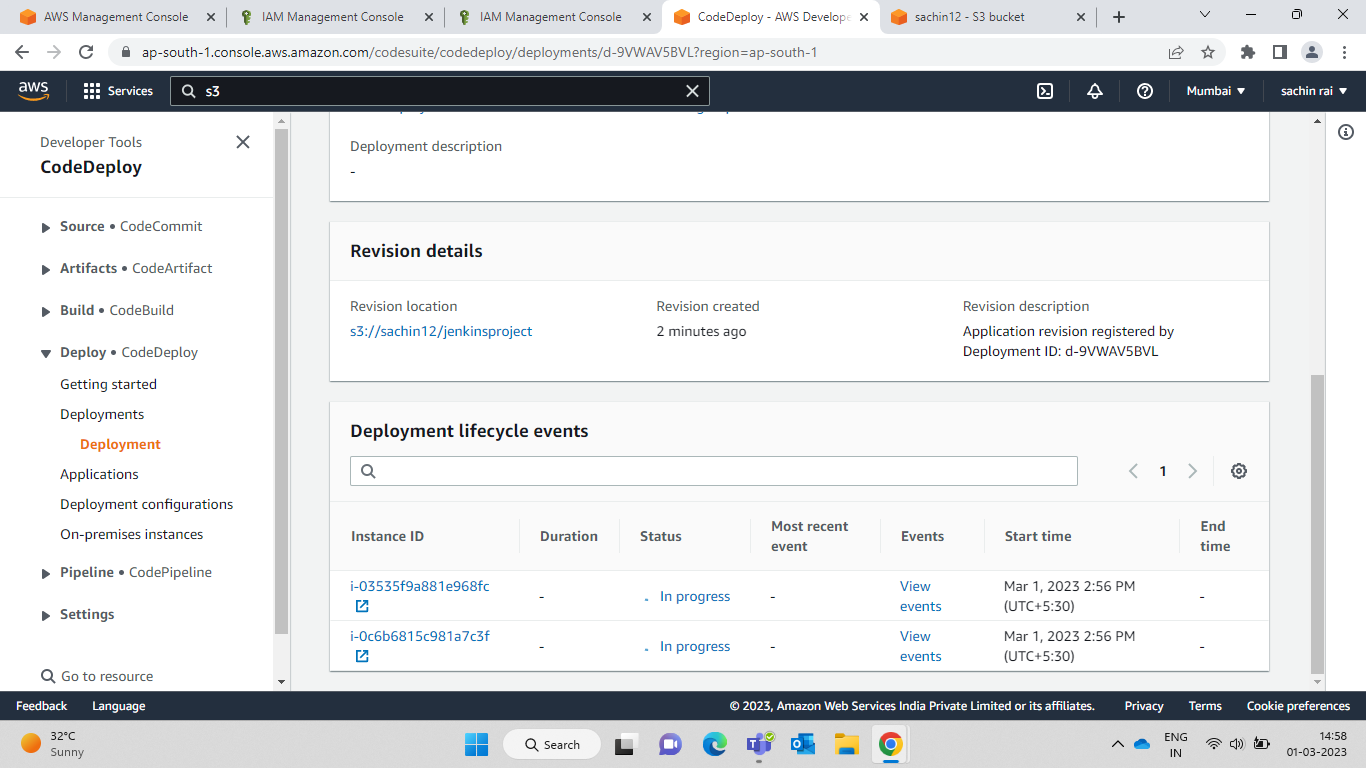 AWS Management Console
IAM Management Console
IAM Management Console
CodeDeploy - AWS Develope
sachin12 - S3 bucket
ap-south-1.console.aws.amazon.com/codesuite/codedeploy/deployments/d-9VWAV5BVL?region=ap-south-1
aws
Services
s3
Mumbai
sachin rai
Developer Tools
CodeDeploy
Source • CodeCommit
Artifacts • CodeArtifact
Build • CodeBuild
Deploy • CodeDeploy
Getting started
Deployments
Deployment
Applications
Deployment configurations
On-premises instances
Pipeline • CodePipeline
Settings
Go to resource
Deployment description
-
Revision details
Revision location
s3://sachin12/jenkinsproject
Revision created
2 minutes ago
Revision description
Application revision registered by
Deployment ID: d-9VWAV5BVL
Deployment lifecycle events
1
Instance ID
Duration
Status
Most recent
event
Events
Start time
End
time
i-03535f9a881e968fc
-
In progress
-
View
events
Mar 1, 2023 2:56 PM
(UTC+5:30)
-
i-0c6b6815c981a7c3f
-
In progress
-
View
events
Mar 1, 2023 2:56 PM
(UTC+5:30)
-
Feedback
Language
© 2023, Amazon Web Services India Private Limited or its affiliates.
Privacy
Terms
Cookie preferences
32°C
Sunny
Search
ENG
IN
14:58
01-03-2023